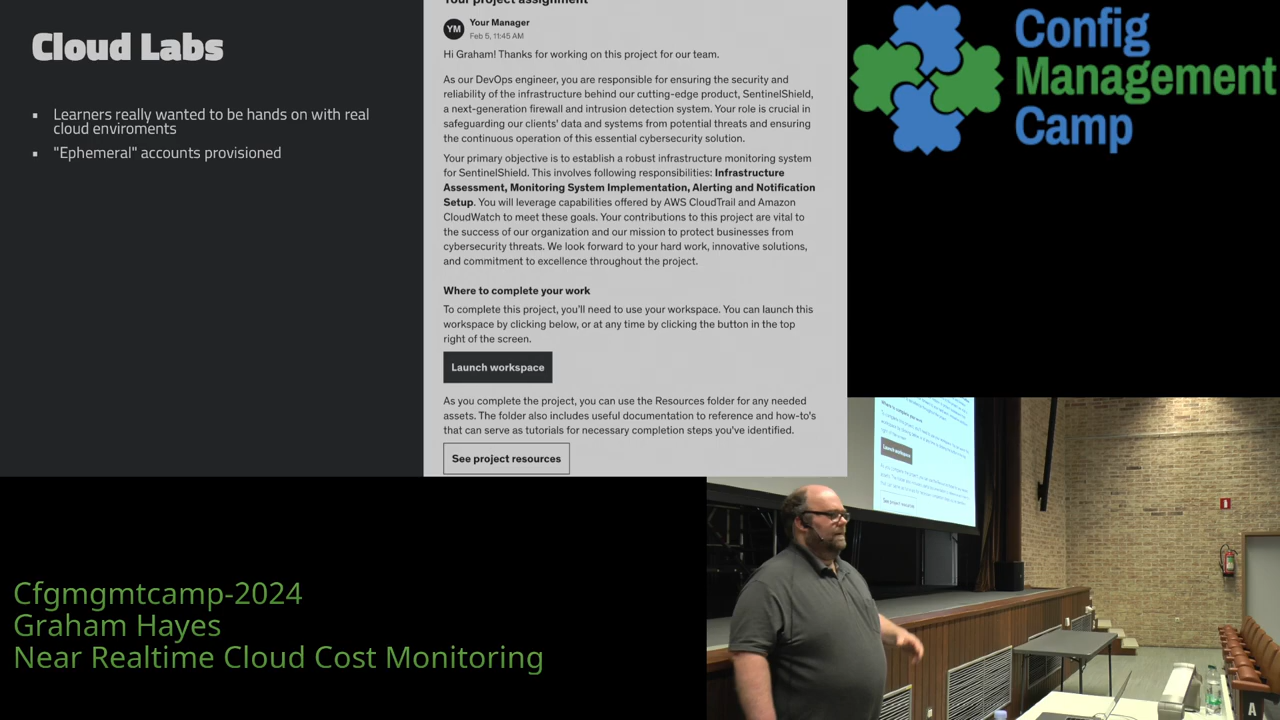 Cloud Labs
Learners really wanted to be hands on with real
cloud enviroments
"Ephemeral" accounts provisioned
Your project assignment
YM
Your Manager
Feb 5, 11:45 AM
Hi Graham! Thanks for working on this project for our team.
As our DevOps engineer, you are responsible for ensuring the security and
reliability of the infrastructure behind our cutting-edge product, SentinelShield,
a next-generation firewall and intrusion detection system. Your role is crucial in
safeguarding our clients' data and systems from potential threats and ensuring
the continuous operation of this essential cybersecurity solution.
Your primary objective is to establish a robust infrastructure monitoring system
for SentinelShield. This involves following responsibilities: Infrastructure
Assessment, Monitoring System Implementation, Alerting and Notification
Setup. You will leverage capabilities offered by AWS CloudTrail and Amazon
CloudWatch to meet these goals. Your contributions to this project are vital to
the success of our organization and our mission to protect businesses from
cybersecurity threats. We look forward to your hard work, innovative solutions,
and commitment to excellence throughout the project.
Where to complete your work
To complete this project, you'll need to use your workspace. You can launch this
workspace by clicking below, or at any time by clicking the button in the top
right of the screen.
Launch workspace
As you complete the project, you can use the Resources folder for any needed
assets. The folder also includes useful documentation to reference and how-to's
that can serve as tutorials for necessary completion steps you've identified.
See project resources
Config
Management
Camp
Cfgmgmtcamp-2024
Graham Hayes
Near Realtime Cloud Cost Monitoring
Launch workspace
A